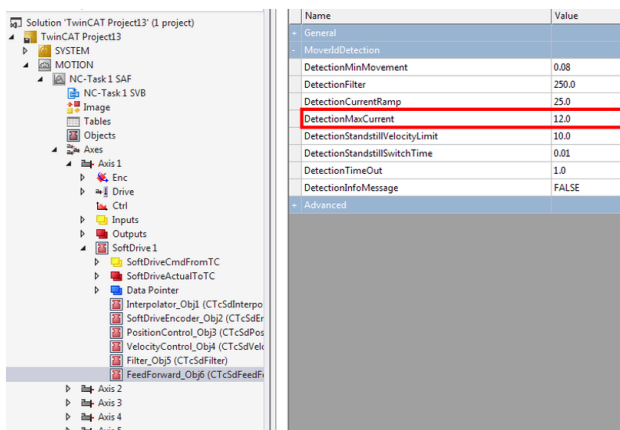 Solution 'TwinCAT Project13' (1 project)
TwinCAT Project13
SYSTEM
MOTION
NC-Task 1 SAF
NC-Task 1 SVB
Image
Tables
Objects
Axes
Axis 1
Enc
Drive
Ctrl
Inputs
Outputs
SoftDrive 1
SoftDriveCmdFromTC
SoftDriveActualToTC
Data Pointer
Interpolator_Obj1 (CTcSdInterpo
SoftDriveEncoder_Obj2 (CTcSdEr
PositionControl_Obj3 (CTcSdPos
VelocityControl_Obj4 (CTcSdVelo
Filter_Obj5 (CTcSdFilter)
FeedForward_Obj6 (CTcSdFeedF
Axis 2
Axis 3
Axis 4
Name Value
General
MoverIdDetection
DetectionMinMovement 0.08
DetectionFilter 250.0
DetectionCurrentRamp 25.0
DetectionMaxCurrent 12.0
DetectionStandstillVelocityLimit 10.0
DetectionStandstillSwitchTime 0.01
DetectionTimeOut 1.0
DetectionInfoMessage FALSE
Advanced